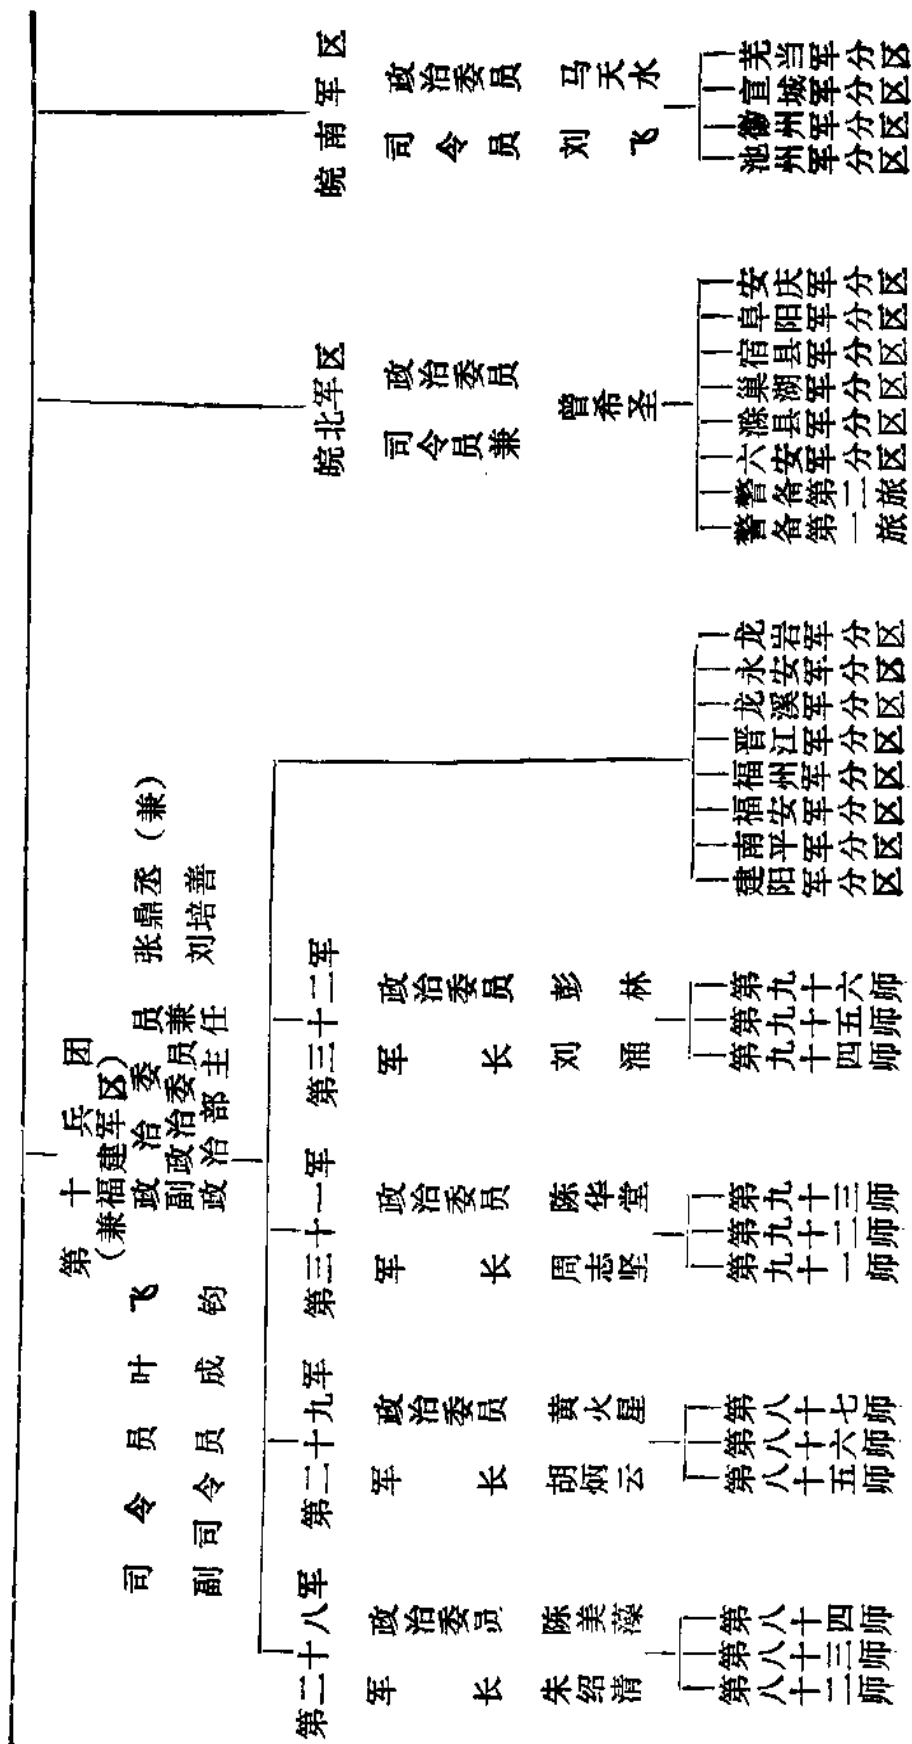 第十兵团
（兼福建军区）
司令员 叶飞
副司令员 成钧
政治委员 张鼎丞（兼）
副政治委员兼
政治部主任 刘培善
第二十八军
军长 朱绍清
政治委员 陈美藻
第八十二师
第八十三师
第八十四师
第二十九军
军长 胡炳云
政治委员 黄火星
第八十五师
第八十六师
第八十七师
第三十一军
军长 周志坚
政治委员 陈华堂
第九十一师
第九十二师
第九十三师
第三十二军
军长 刘涌
政治委员 彭林
第九十四师
第九十五师
第九十六师
建阳军分区
南平军分区
福安军分区
福州军分区
晋江军分区
龙溪军分区
永安军分区
龙岩军分区
皖北军区
司令员兼
政治委员 曾希圣
警备第一旅
警备第二旅
六安军分区
滁县军分区
巢湖军分区
宿县军分区
阜阳军分区
安庆军分区
皖南军区
司令员 刘飞
政治委员 马天水
池州军分区
徽州军分区
宣城军分区
芜当军分区